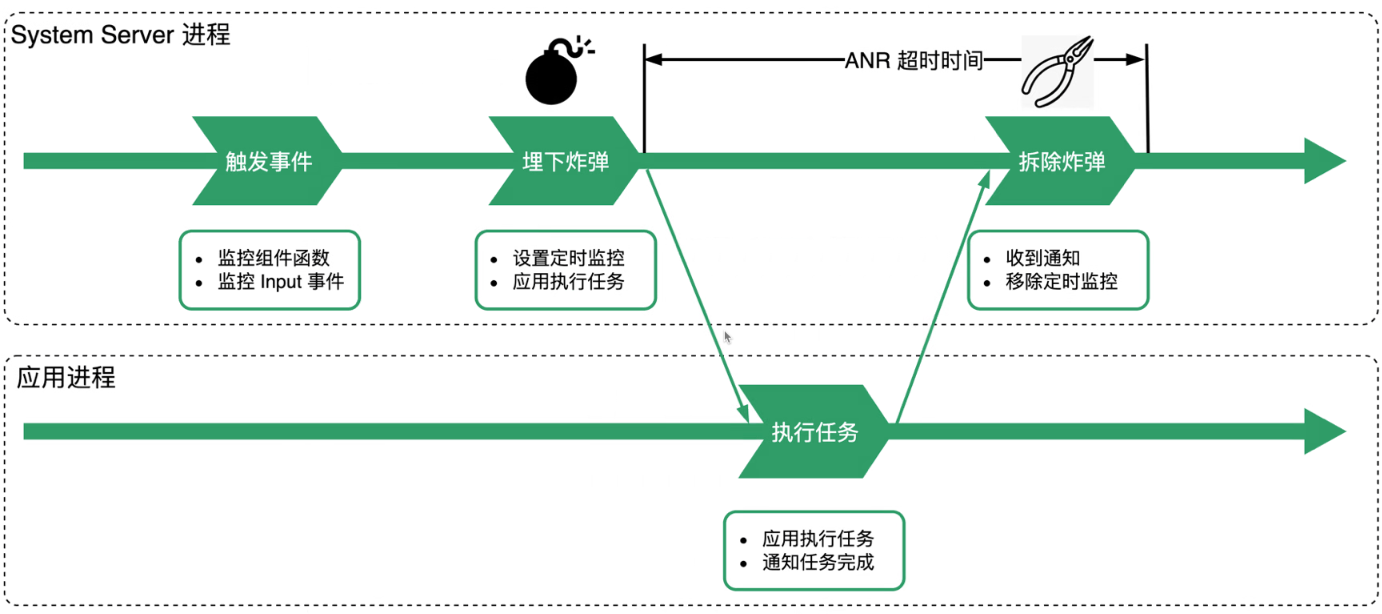 System Server 进程
ANR 超时时间
触发事件
埋下炸弹
拆除炸弹
监控组件函数
监控 Input 事件
设置定时监控
应用执行任务
收到通知
移除定时监控
应用进程
执行任务
应用执行任务
通知任务完成